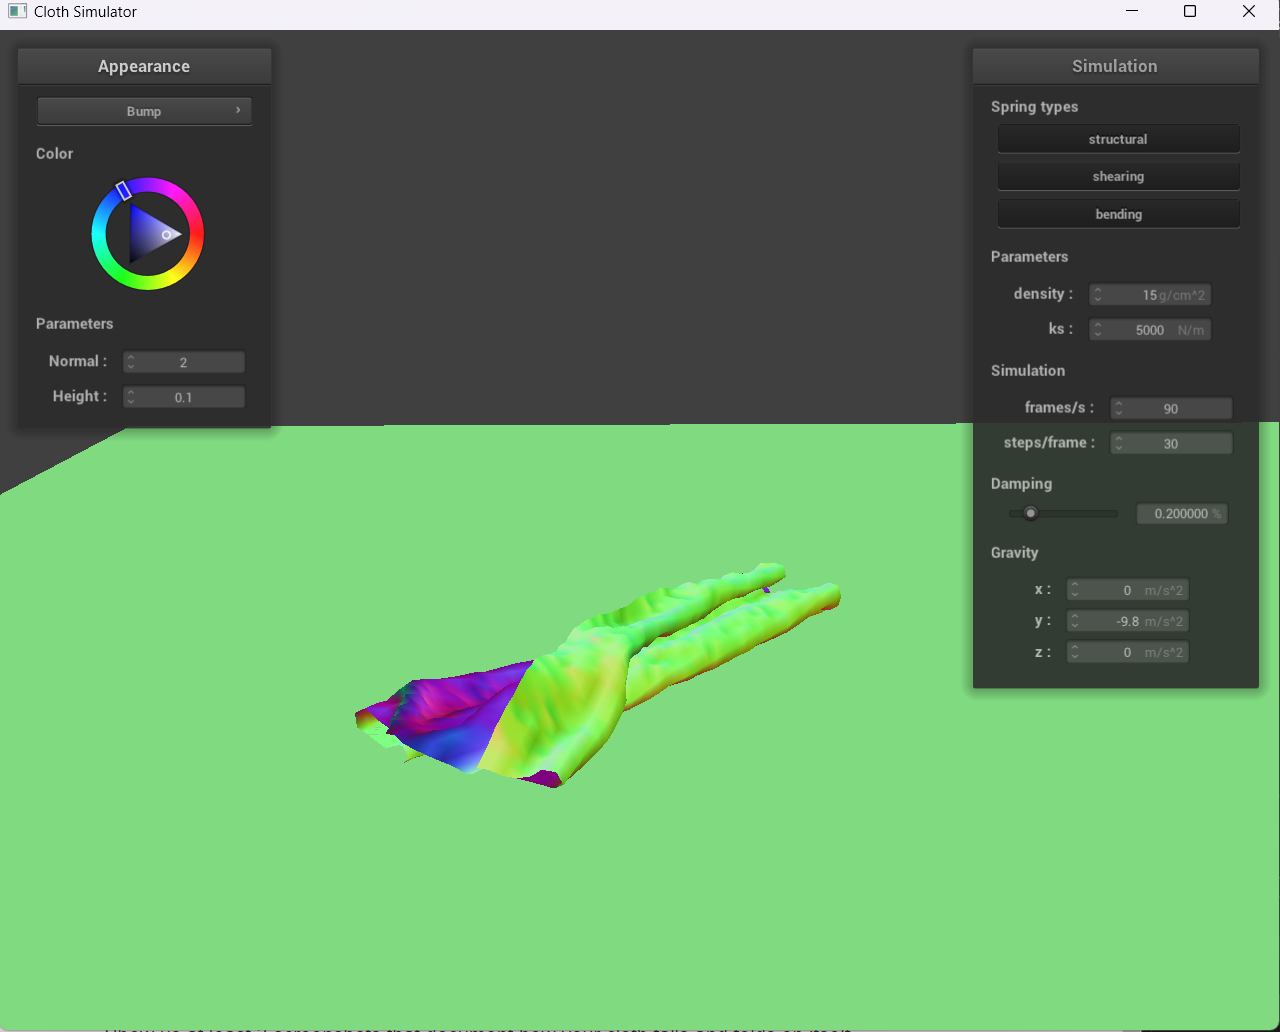 Cloth Simulator
Appearance
Bump
Color
Parameters
Normal :
2
Height :
0.1
Simulation
Spring types
structural
shearing
bending
Parameters
density :
15 g/cm^2
ks :
5000 N/m
Simulation
frames/s :
90
steps/frame :
30
Damping
0.200000 %
Gravity
x :
0 m/s^2
y :
-9.8 m/s^2
z :
0 m/s^2